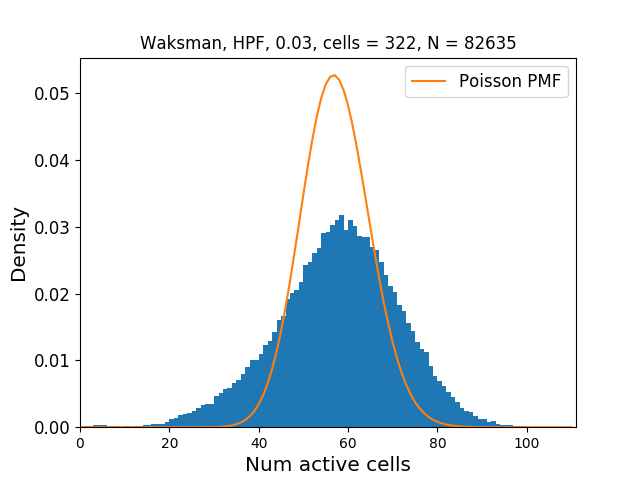 Waksman, HPF, 0.03, cells = 322, N = 82635
Poisson PMF
0.05
0.04
0.03
0.02
0.01
0.00
Density
0 20 40 60 80 100
Num active cells